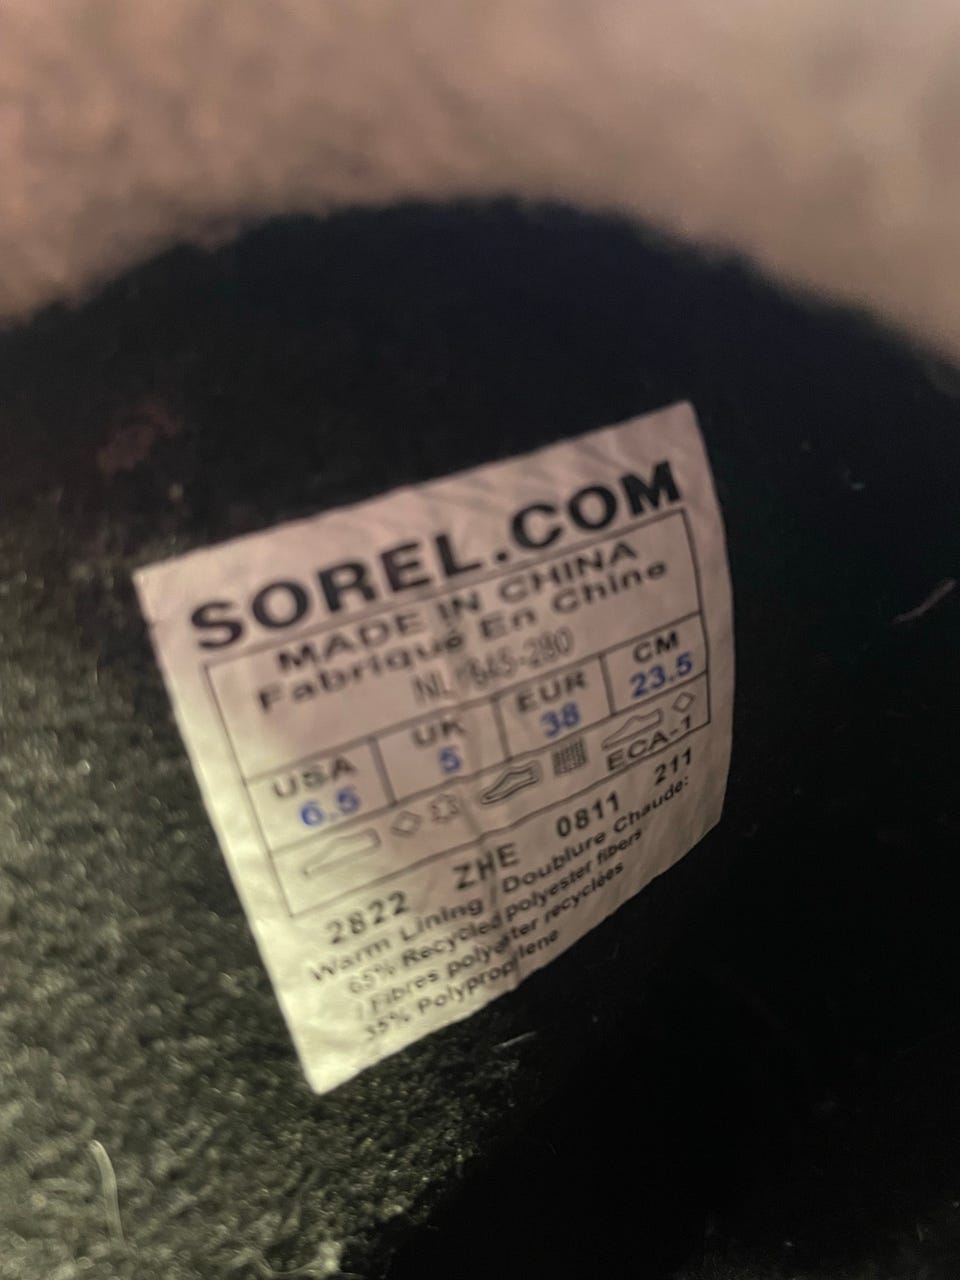 SOREL.COM
MADE IN CHINA
Fabriqué En Chine
USA UK EUR CM
6.5 5 38 23.5
ECA-1
2822 ZHE 0811 211
Warm Lining / Doublure Chaude:
65% Recycled polyester fibers
/ Fibres polyester recyclées
35% Polypropylene